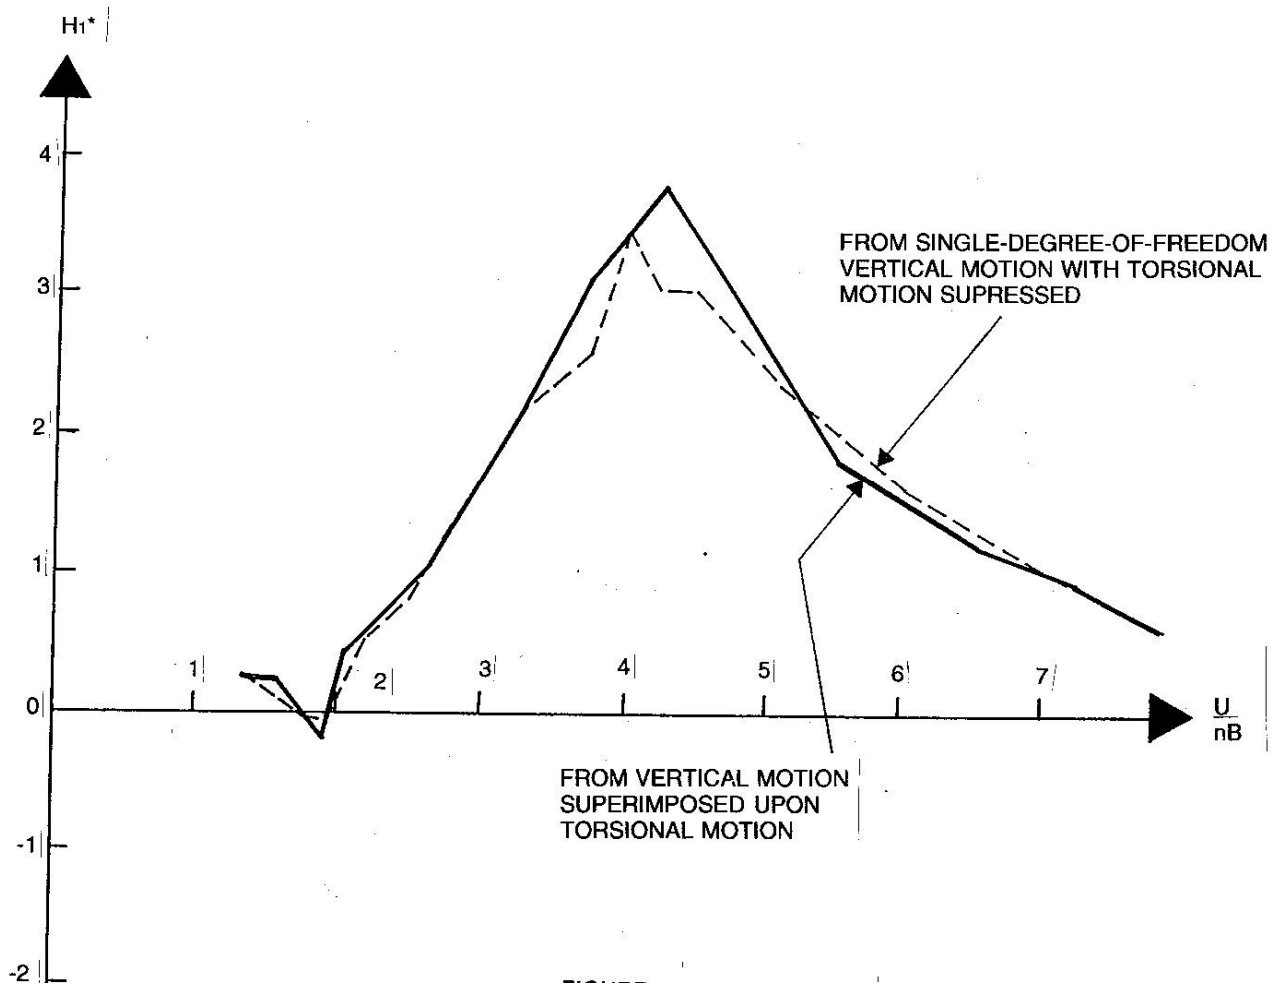 H1*
4
3
2
1
0
-1
-2
1
2
3
4
5
6
7
U
nB
FROM SINGLE-DEGREE-OF-FREEDOM
VERTICAL MOTION WITH TORSIONAL
MOTION SUPRESSED
FROM VERTICAL MOTION
SUPERIMPOSED UPON
TORSIONAL MOTION